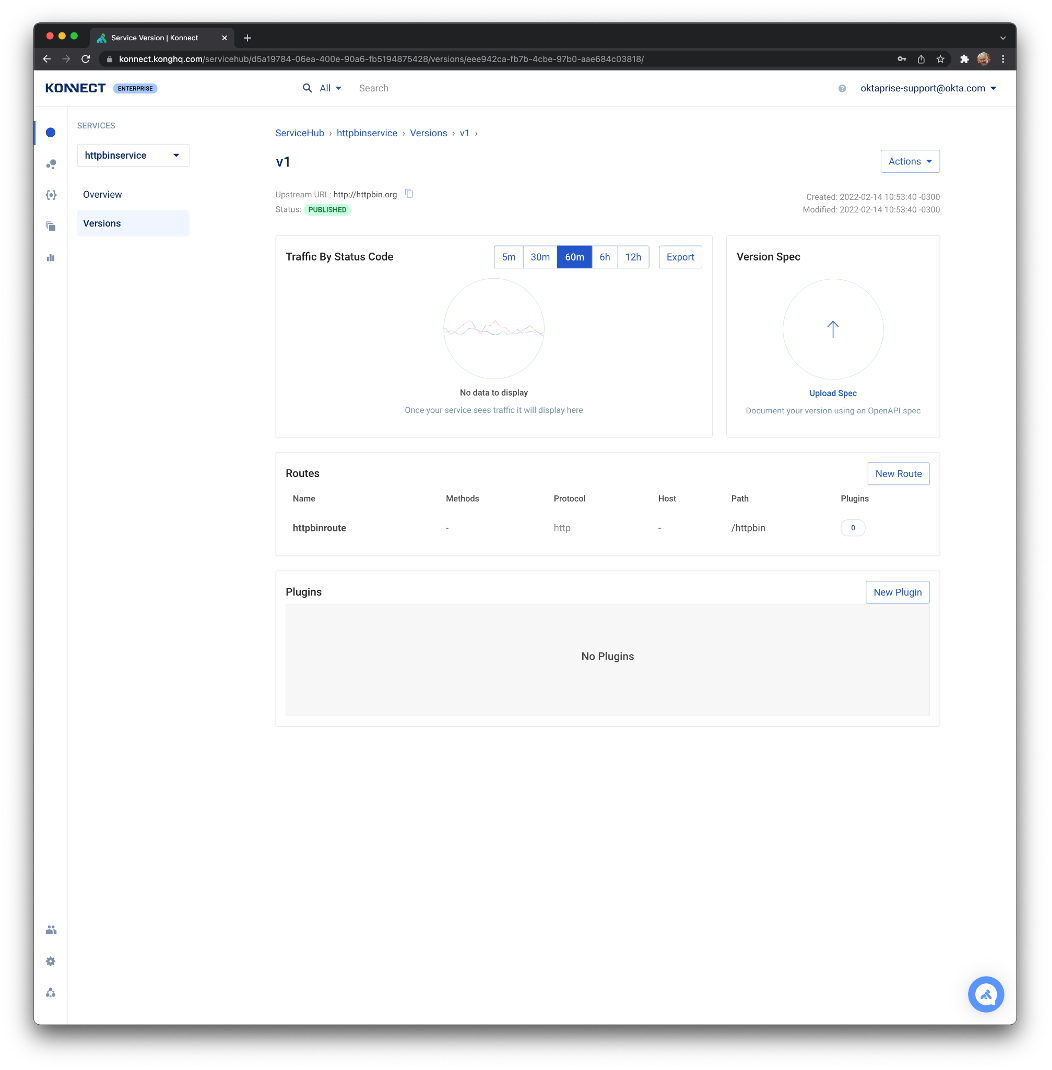 Service Version | Konnect
konnect.konghq.com/servicehub/d5a19784-06ea-400e-90a6-fb5194875428/versions/eee942ca-fb7b-4cbe-97b0-aae684c03818/
KONNECT ENTERPRISE
All
Search
oktaprise-support@okta.com
SERVICES
httpbinservice
Overview
Versions
ServiceHub › httpbinservice › Versions › v1 ›
v1
Actions
Upstream URL: http://httpbin.org
Status: PUBLISHED
Created: 2022-02-14 10:53:40 -0300
Modified: 2022-02-14 10:53:40 -0300
Traffic By Status Code
5m 30m 60m 6h 12h
Export
No data to display
Once your service sees traffic it will display here
Version Spec
Upload Spec
Document your version using an OpenAPI spec
Routes
New Route
Name Methods Protocol Host Path Plugins
httpbinroute - http - /httpbin 0
Plugins
New Plugin
No Plugins